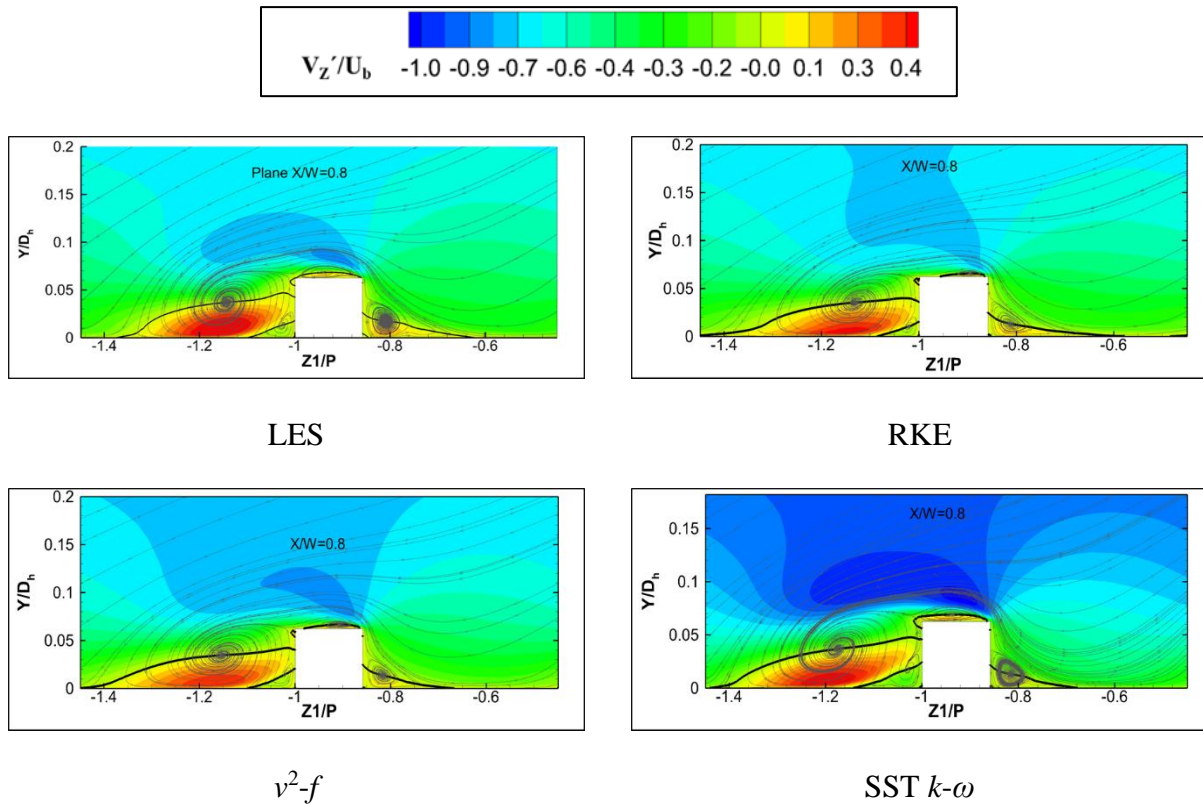 V_Z´/U_b -1.0 -0.9 -0.7 -0.6 -0.4 -0.3 -0.2 -0.0 0.1 0.3 0.4
Y/D_h
0.2
0.15
0.1
0.05
0
Plane X/W=0.8
-1.4 -1.2 -1 -0.8 -0.6
Z1/P
LES
Y/D_h
0.2
0.15
0.1
0.05
0
X/W=0.8
-1.4 -1.2 -1 -0.8 -0.6
Z1/P
RKE
Y/D_h
0.2
0.15
0.1
0.05
0
X/W=0.8
-1.4 -1.2 -1 -0.8 -0.6
Z1/P
v²-f
Y/D_h
0.15
0.1
0.05
0
X/W=0.8
-1.4 -1.2 -1 -0.8 -0.6
Z1/P
SST k-ω